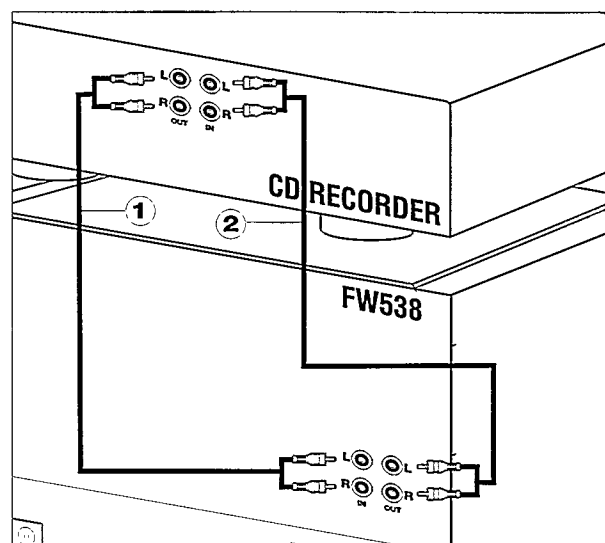 L L
R R
OUT IN
CD RECORDER
1 2
FW538
L L
R R
IN OUT